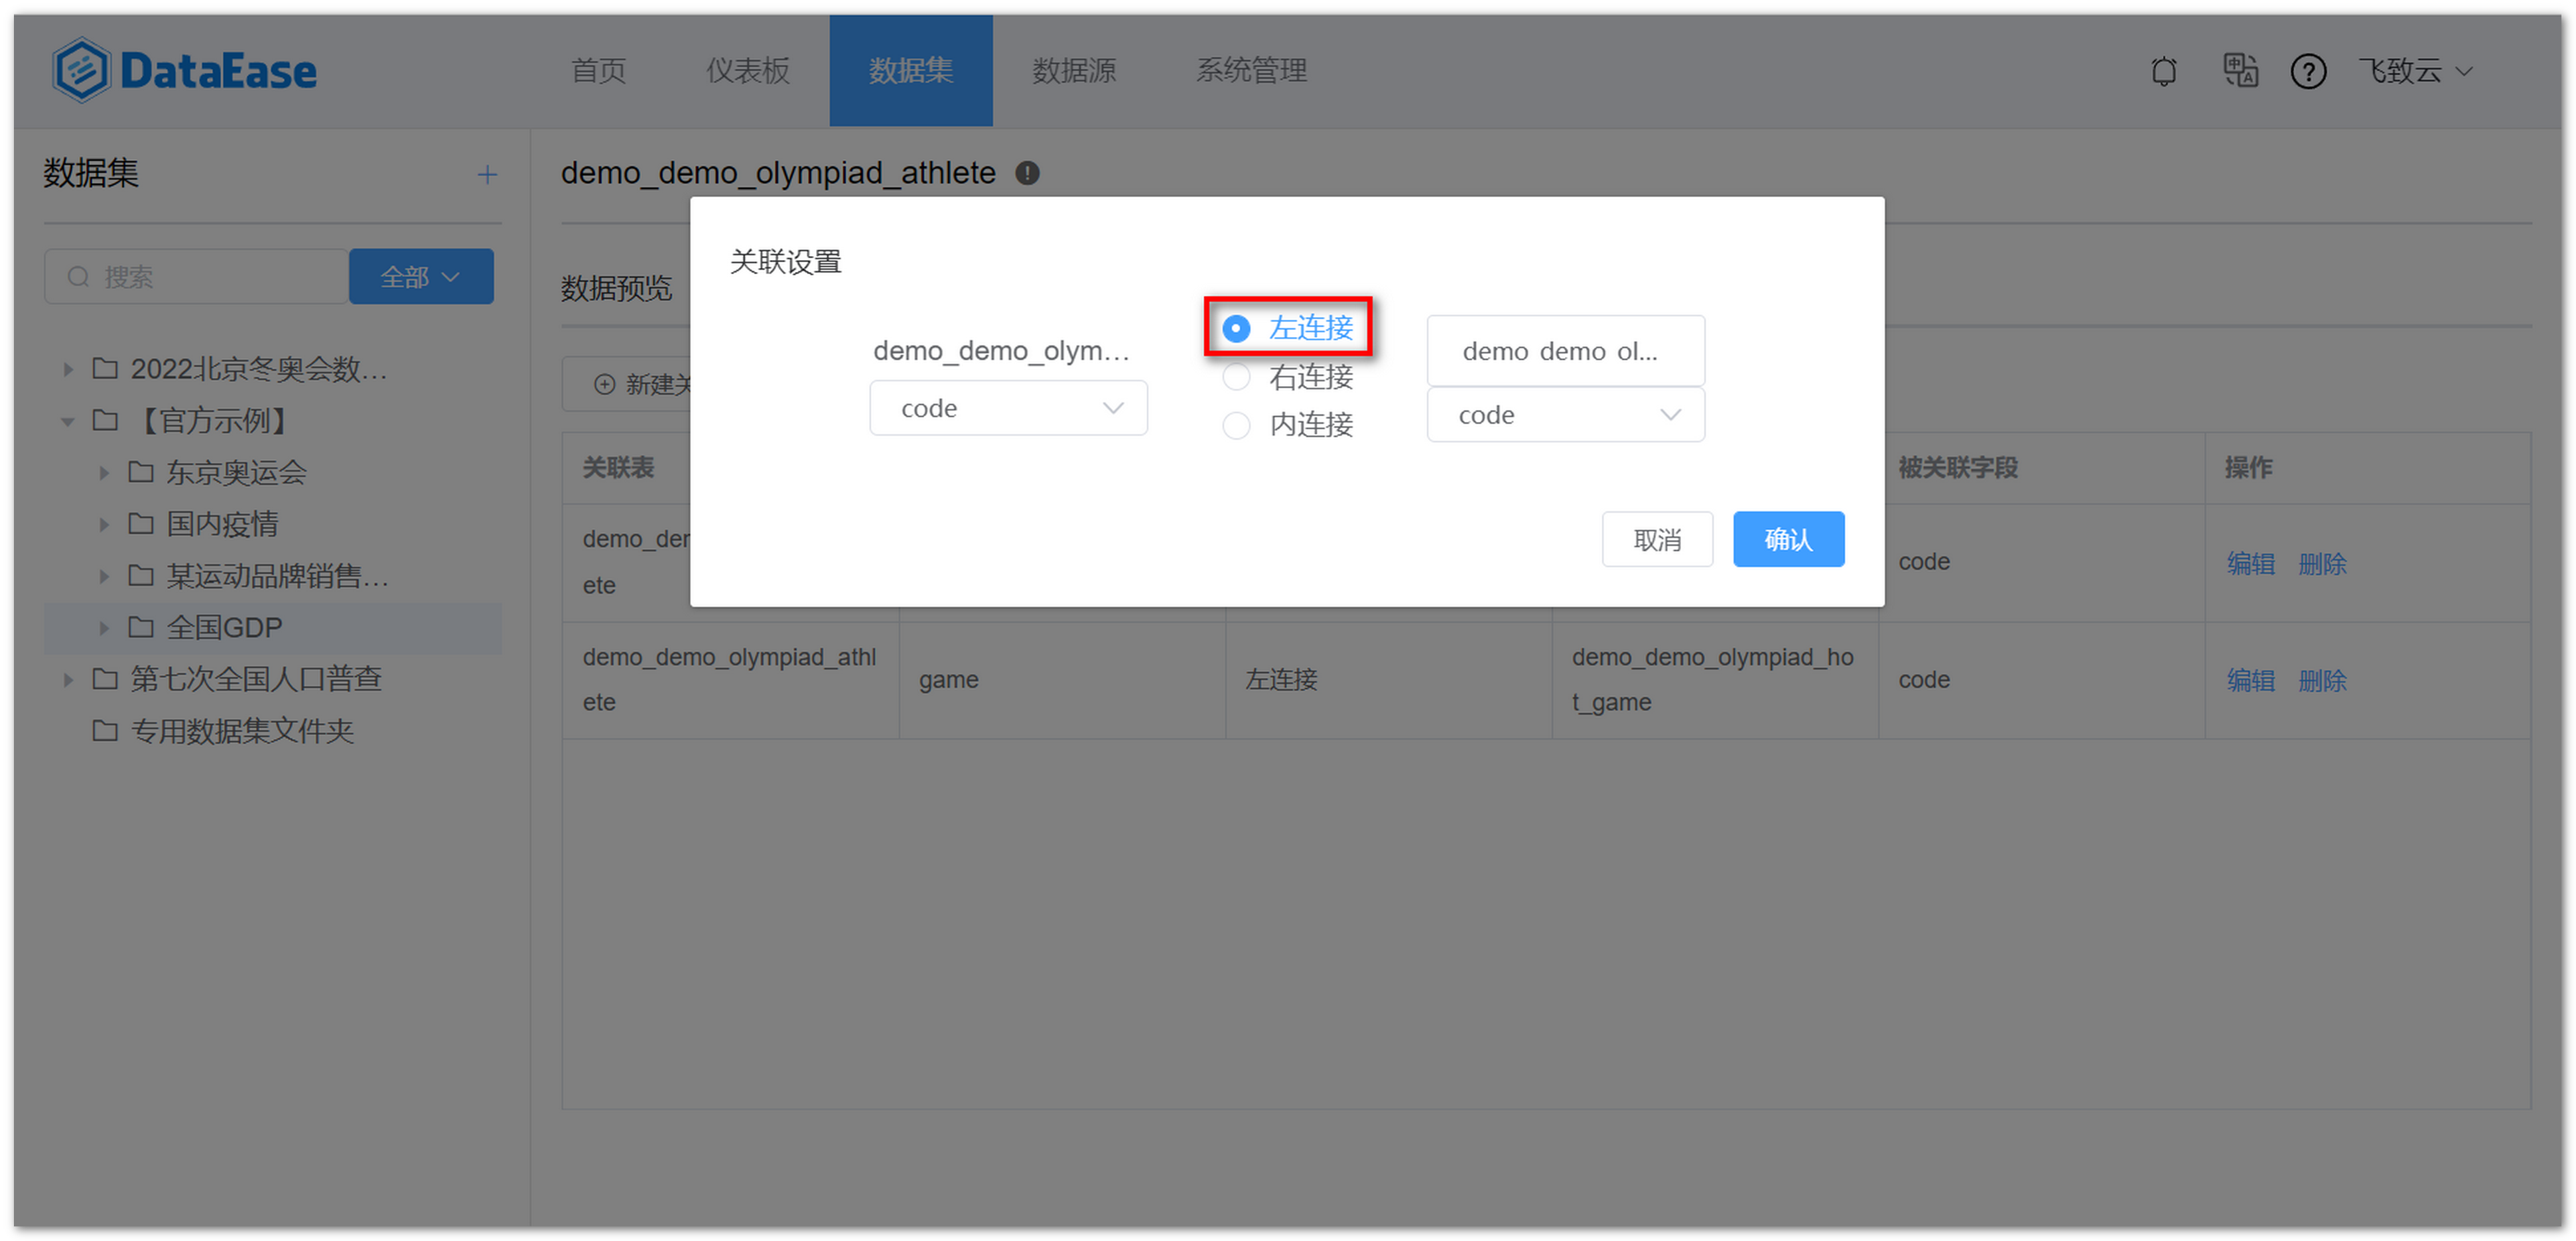 DataEase
首页
仪表板
数据集
数据源
系统管理
飞致云
数据集
搜索
全部
2022北京冬奥会数...
【官方示例】
东京奥运会
国内疫情
某运动品牌销售...
全国GDP
第七次全国人口普查
专用数据集文件夹
demo_demo_olympiad_athlete
数据预览
新建关
关联设置
demo_demo_olym...
code
左连接
右连接
内连接
demo demo ol...
code
取消
确认
关联表
被关联字段
操作
demo_der
ete
code
编辑 删除
demo_demo_olympiad_athl
ete
game
左连接
demo_demo_olympiad_ho
t_game
code
编辑 删除